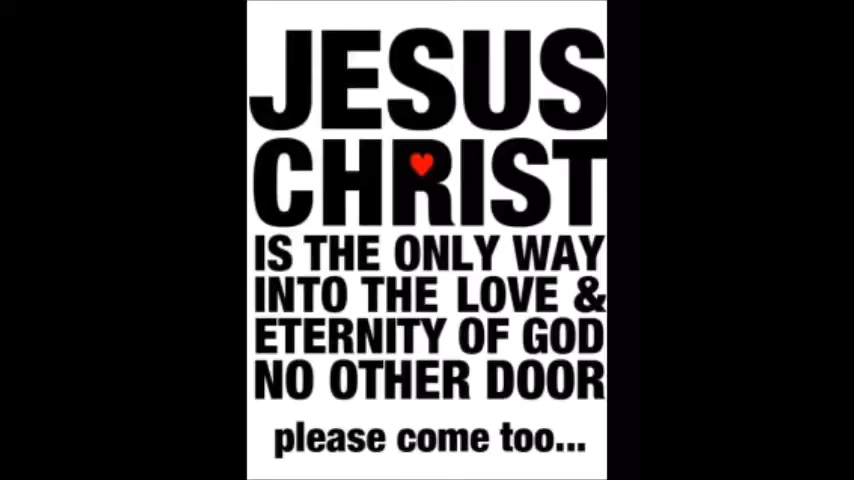 JESUS
CHRIST
IS THE ONLY WAY
INTO THE LOVE &
ETERNITY OF GOD
NO OTHER DOOR
please come too...